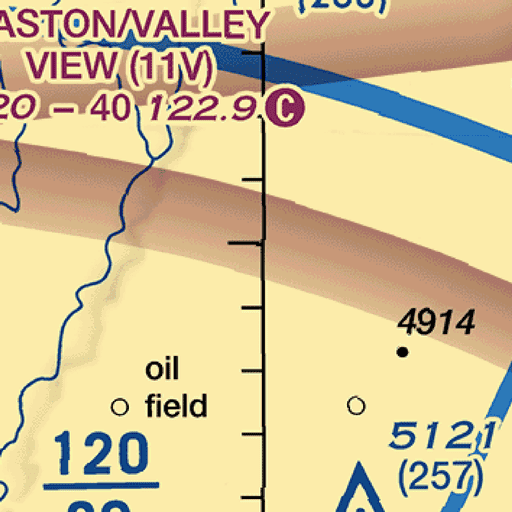 ASTON/VALLEY
VIEW (11V)
20 – 40 122.9 C
4914
oil
field
120
5121
(257)